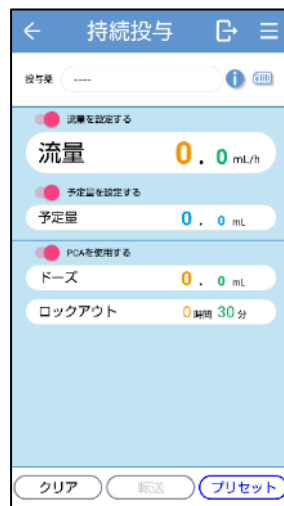 持続投与
投与薬 ----
流量を設定する
流量 0. 0 mL/h
予定量を設定する
予定量 0. 0 mL
PCAを使用する
ドーズ 0. 0 mL
ロックアウト 0時間 30分
クリア 転送 プリセット